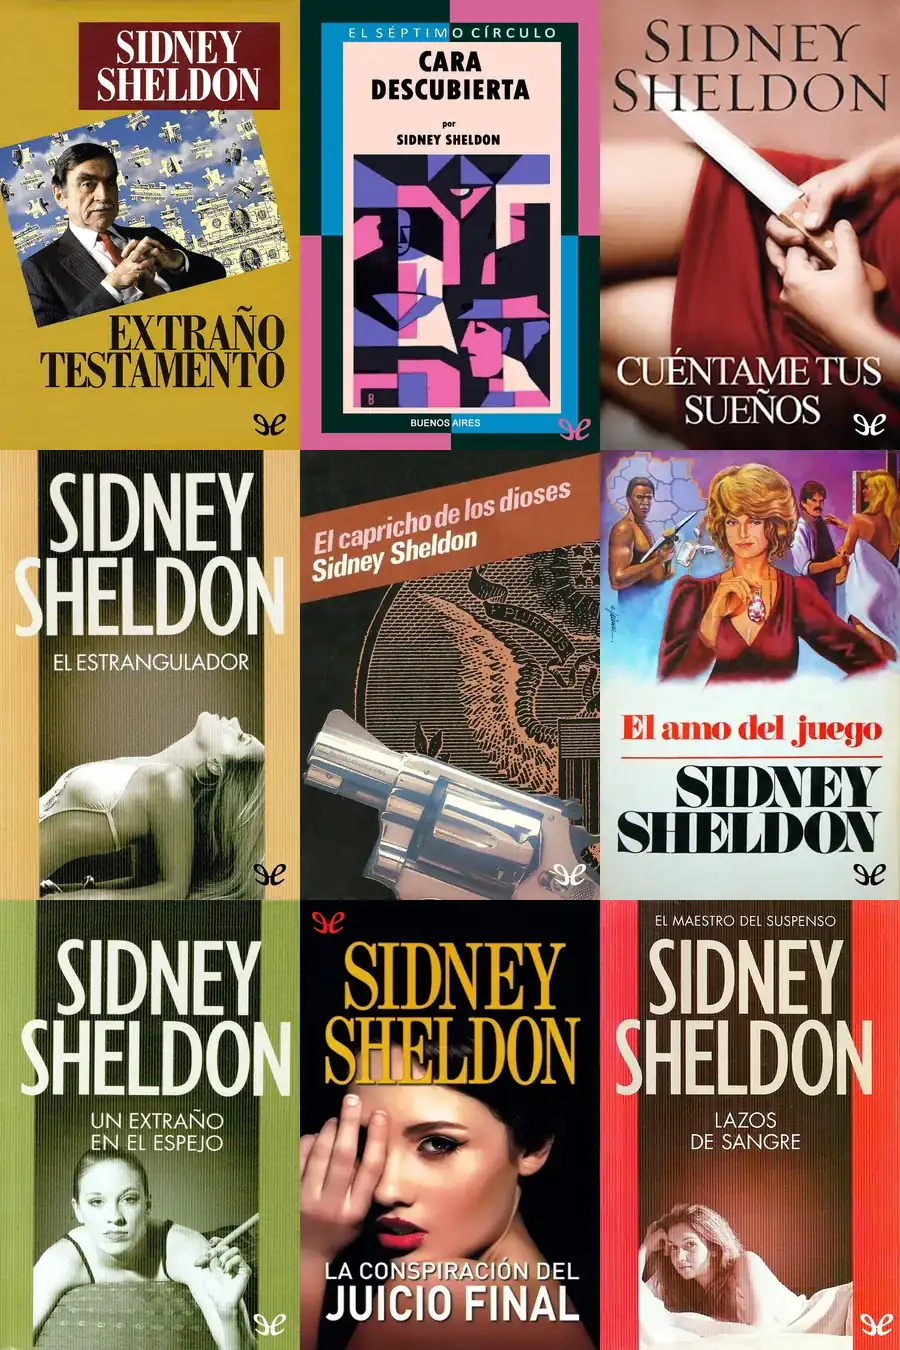 SIDNEY
SHELDON
EXTRAÑO
TESTAMENTO
EL SÉPTIMO CÍRCULO
CARA
DESCUBIERTA
por
SIDNEY SHELDON
8
BUENOS AIRES
SIDNEY
SHELDON
CUÉNTAME TUS
SUEÑOS
SIDNEY
SHELDON
EL ESTRANGULADOR
El capricho de los dioses
Sidney Sheldon
PLURIBUS
El amo del juego
SIDNEY
SHELDON
SIDNEY
SHELDON
UN EXTRAÑO
EN EL ESPEJO
SIDNEY
SHELDON
LA CONSPIRACIÓN DEL
JUICIO FINAL
EL MAESTRO DEL SUSPENSO
SIDNEY
SHELDON
LAZOS
DE SANGRE